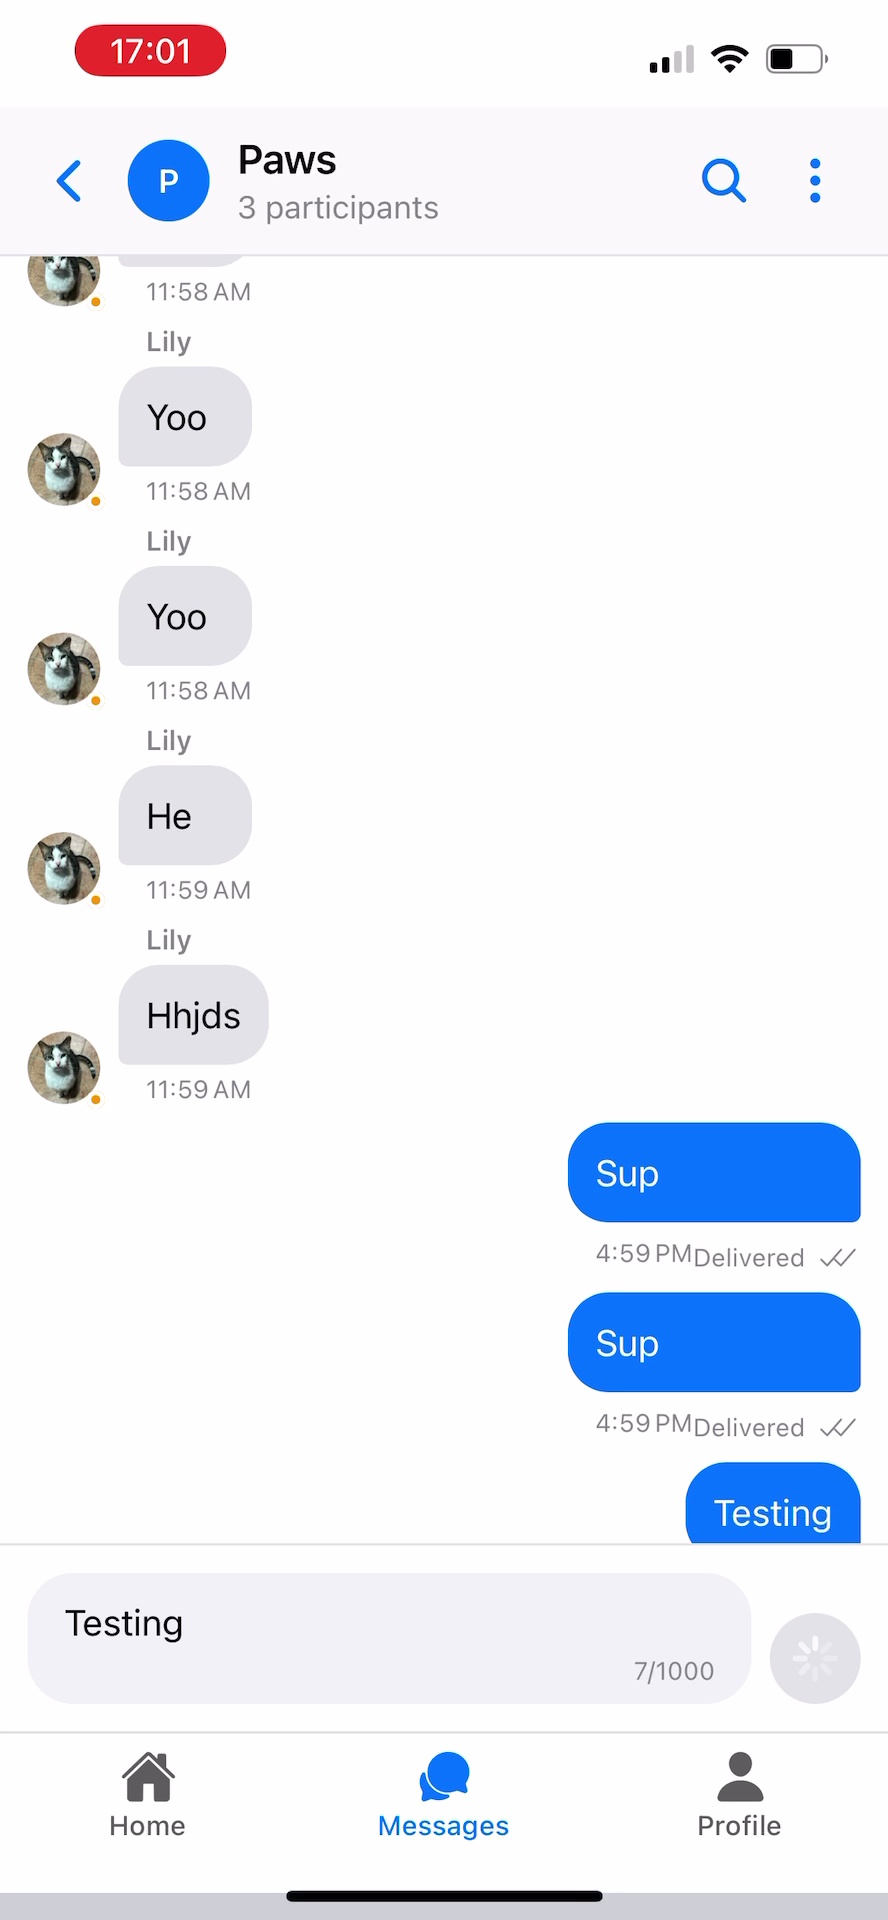 17:01
P
Paws
3 participants
11:58 AM
Lily
Yoo
11:58 AM
Lily
Yoo
11:58 AM
Lily
He
11:59 AM
Lily
Hhjds
11:59 AM
Sup
4:59 PM Delivered
Sup
4:59 PM Delivered
Testing
Testing
7/1000
Home Messages Profile